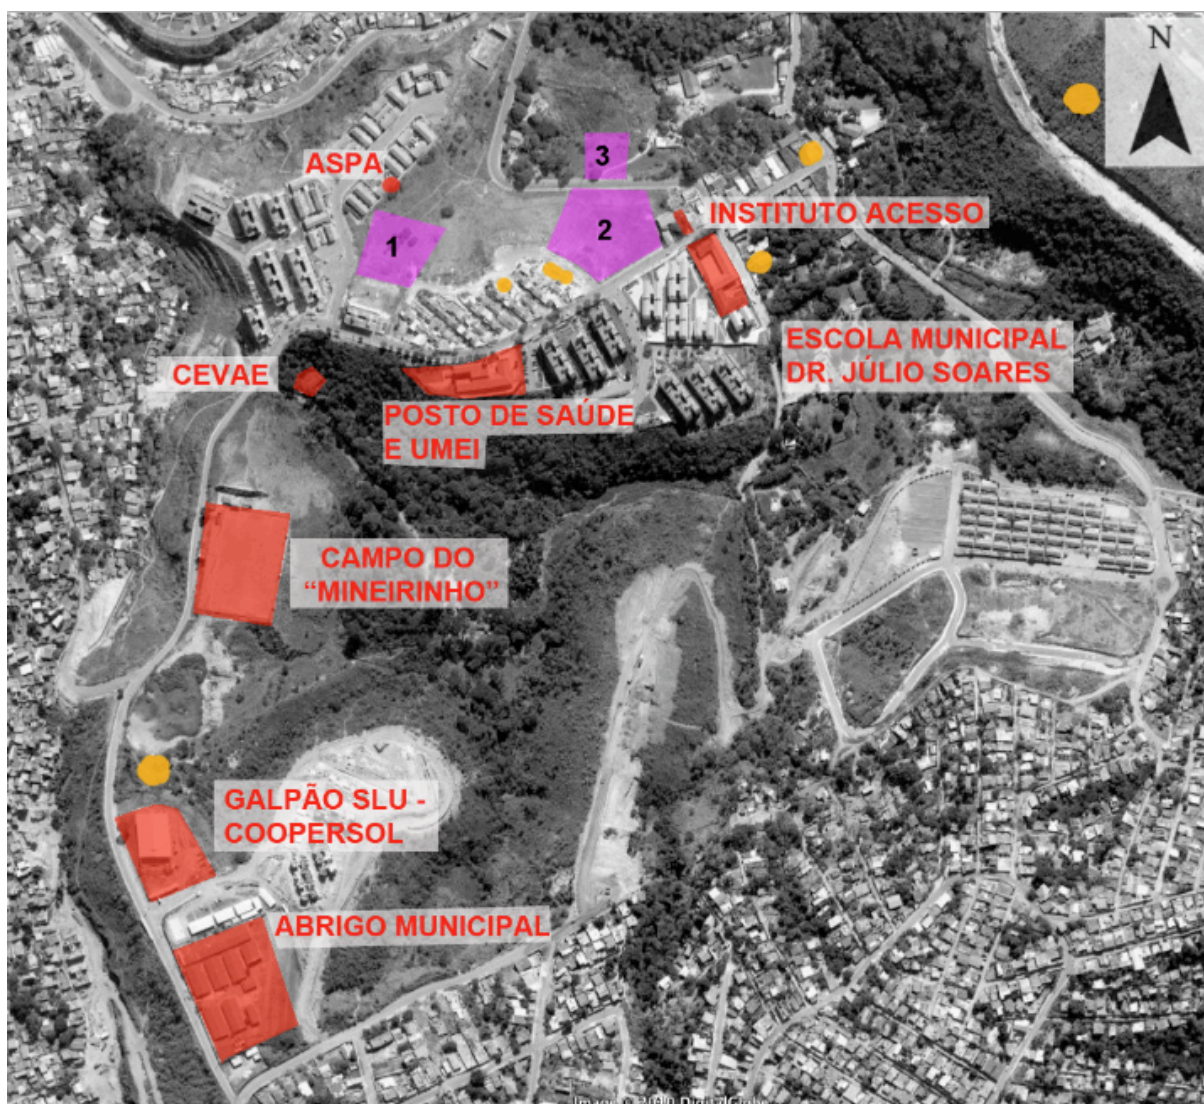 N
3
ASPA
INSTITUTO ACESSO
1
2
ESCOLA MUNICIPAL
DR. JÚLIO SOARES
CEVAE
POSTO DE SAÚDE
E UMEI
CAMPO DO
“MINEIRINHO”
GALPÃO SLU -
COOPERSOL
ABRIGO MUNICIPAL